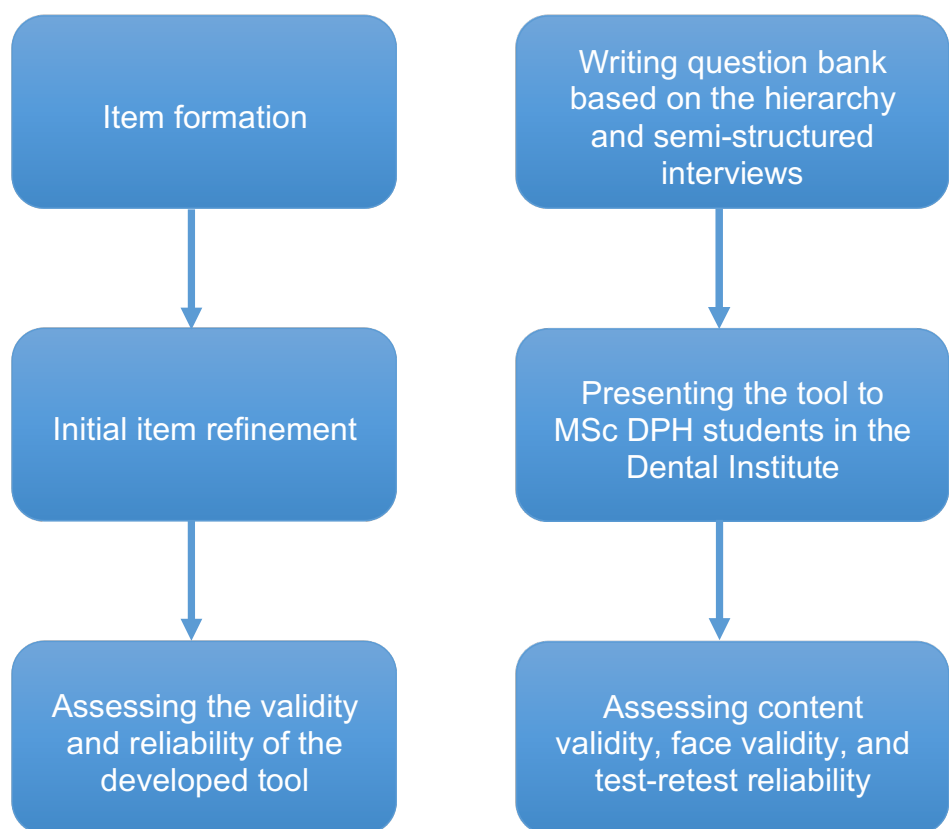 Item formation
Writing question bank
based on the hierarchy
and semi-structured
interviews
Initial item refinement
Presenting the tool to
MSc DPH students in the
Dental Institute
Assessing the validity
and reliability of the
developed tool
Assessing content
validity, face validity, and
test-retest reliability